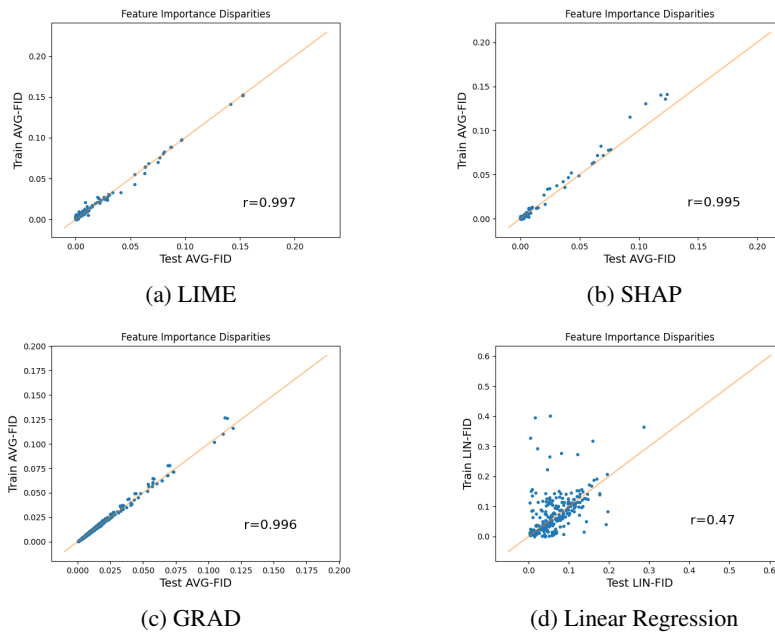 Feature Importance Disparities
Train AVG-FID
0.20
0.15
0.10
0.05
0.00
r=0.997
0.00 0.05 0.10 0.15 0.20
Test AVG-FID
(a) LIME
Feature Importance Disparities
Train AVG-FID
0.20
0.15
0.10
0.05
0.00
r=0.995
0.00 0.05 0.10 0.15 0.20
Test AVG-FID
(b) SHAP
Feature Importance Disparities
Train AVG-FID
0.200
0.175
0.150
0.125
0.100
0.075
0.050
0.025
0.000
r=0.996
0.000 0.025 0.050 0.075 0.100 0.125 0.150 0.175 0.200
Test AVG-FID
(c) GRAD
Feature Importance Disparities
Train LIN-FID
0.6
0.5
0.4
0.3
0.2
0.1
0.0
r=0.47
0.0 0.1 0.2 0.3 0.4 0.5 0.6
Test LIN-FID
(d) Linear Regression